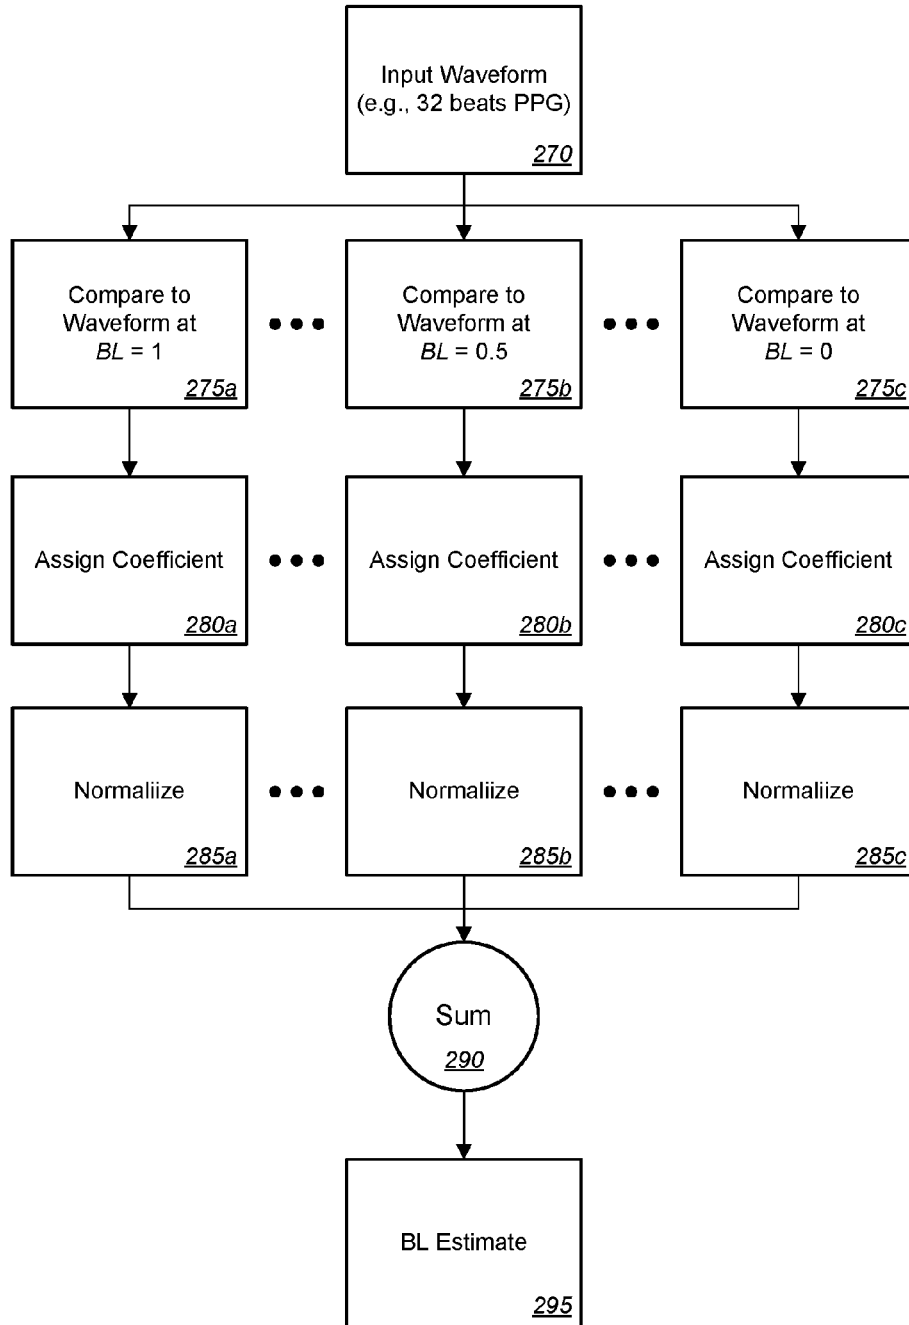 Input Waveform
(e.g., 32 beats PPG)
270
Compare to
Waveform at
BL = 1
275a
Compare to
Waveform at
BL = 0.5
275b
Compare to
Waveform at
BL = 0
275c
Assign Coefficient
280a
Assign Coefficient
280b
Assign Coefficient
280c
Normaliize
285a
Normaliize
285b
Normaliize
285c
Sum
290
BL Estimate
295